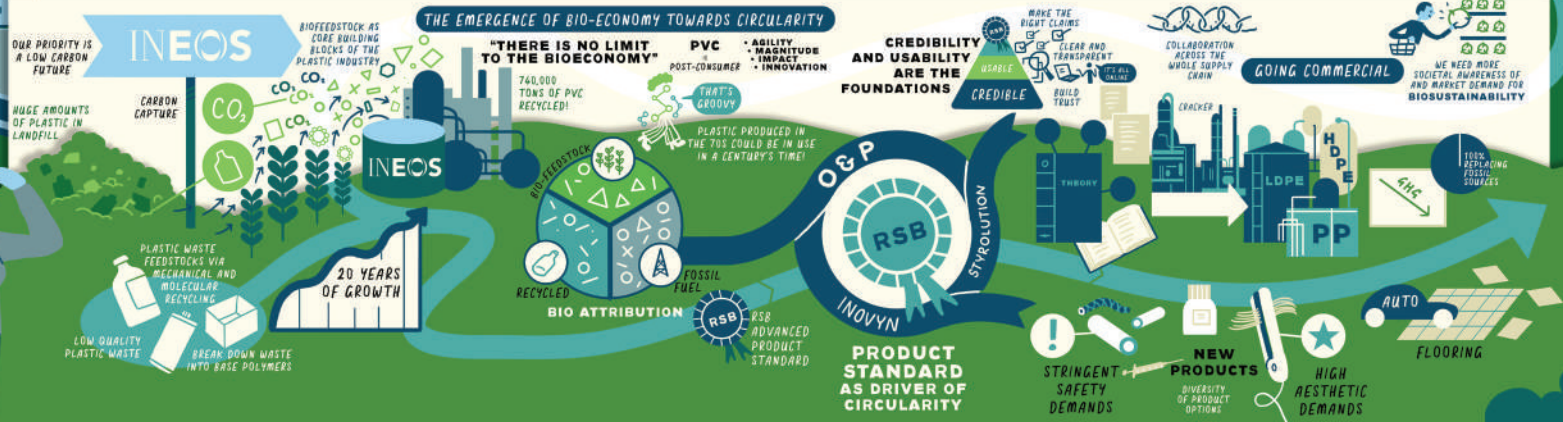 THE EMERGENCE OF BIO-ECONOMY TOWARDS CIRCULARITY
OUR PRIORITY IS
A LOW CARBON
FUTURE
INEOS
BIOFEEDSTOCK AS
CORE BUILDING
BLOCKS OF THE
PLASTIC INDUSTRY
HUGE AMOUNTS
OF PLASTIC IN
LANDFILL
CARBON
CAPTURE
CO₂
CO₂
CO₂
CO₂
CO₂
INEOS
"THERE IS NO LIMIT
TO THE BIOECONOMY"
740,000
TONS OF PVC
RECYCLED!
PVC
POST-CONSUMER
• AGILITY
• MAGNITUDE
• IMPACT
• INNOVATION
THAT'S
GROOVY
PLASTIC PRODUCED IN
THE 70S COULD BE IN USE
IN A CENTURY'S TIME!
PLASTIC WASTE
FEEDSTOCKS VIA
MECHANICAL AND
MOLECULAR
RECYCLING
LOW QUALITY
PLASTIC WASTE
BREAK DOWN WASTE
INTO BASE POLYMERS
20 YEARS
OF GROWTH
BIO-FEEDSTOCK
RECYCLED
FOSSIL
FUEL
BIO ATTRIBUTION
RSB
RSB
ADVANCED
PRODUCT
STANDARD
O&P
STYROLUTION
INOVYN
RSB
PRODUCT
STANDARD
AS DRIVER OF
CIRCULARITY
CREDIBILITY
AND USABILITY
ARE THE
FOUNDATIONS
RSB
USABLE
CREDIBLE
MAKE THE
RIGHT CLAIMS
CLEAR AND
TRANSPARENT
IT'S ALL
ONLINE
BUILD
TRUST
THEORY
COLLABORATION
ACROSS THE
WHOLE SUPPLY
CHAIN
CRACKER
GOING COMMERCIAL
WE NEED MORE
SOCIETAL AWARENESS OF
AND MARKET DEMAND FOR
BIOSUSTAINABILITY
LDPE
HDPE
PP
GHG
100%
REPLACING
FOSSIL
SOURCES
STRINGENT
SAFETY
DEMANDS
NEW
PRODUCTS
DIVERSITY
OF PRODUCT
OPTIONS
HIGH
AESTHETIC
DEMANDS
AUTO
FLOORING